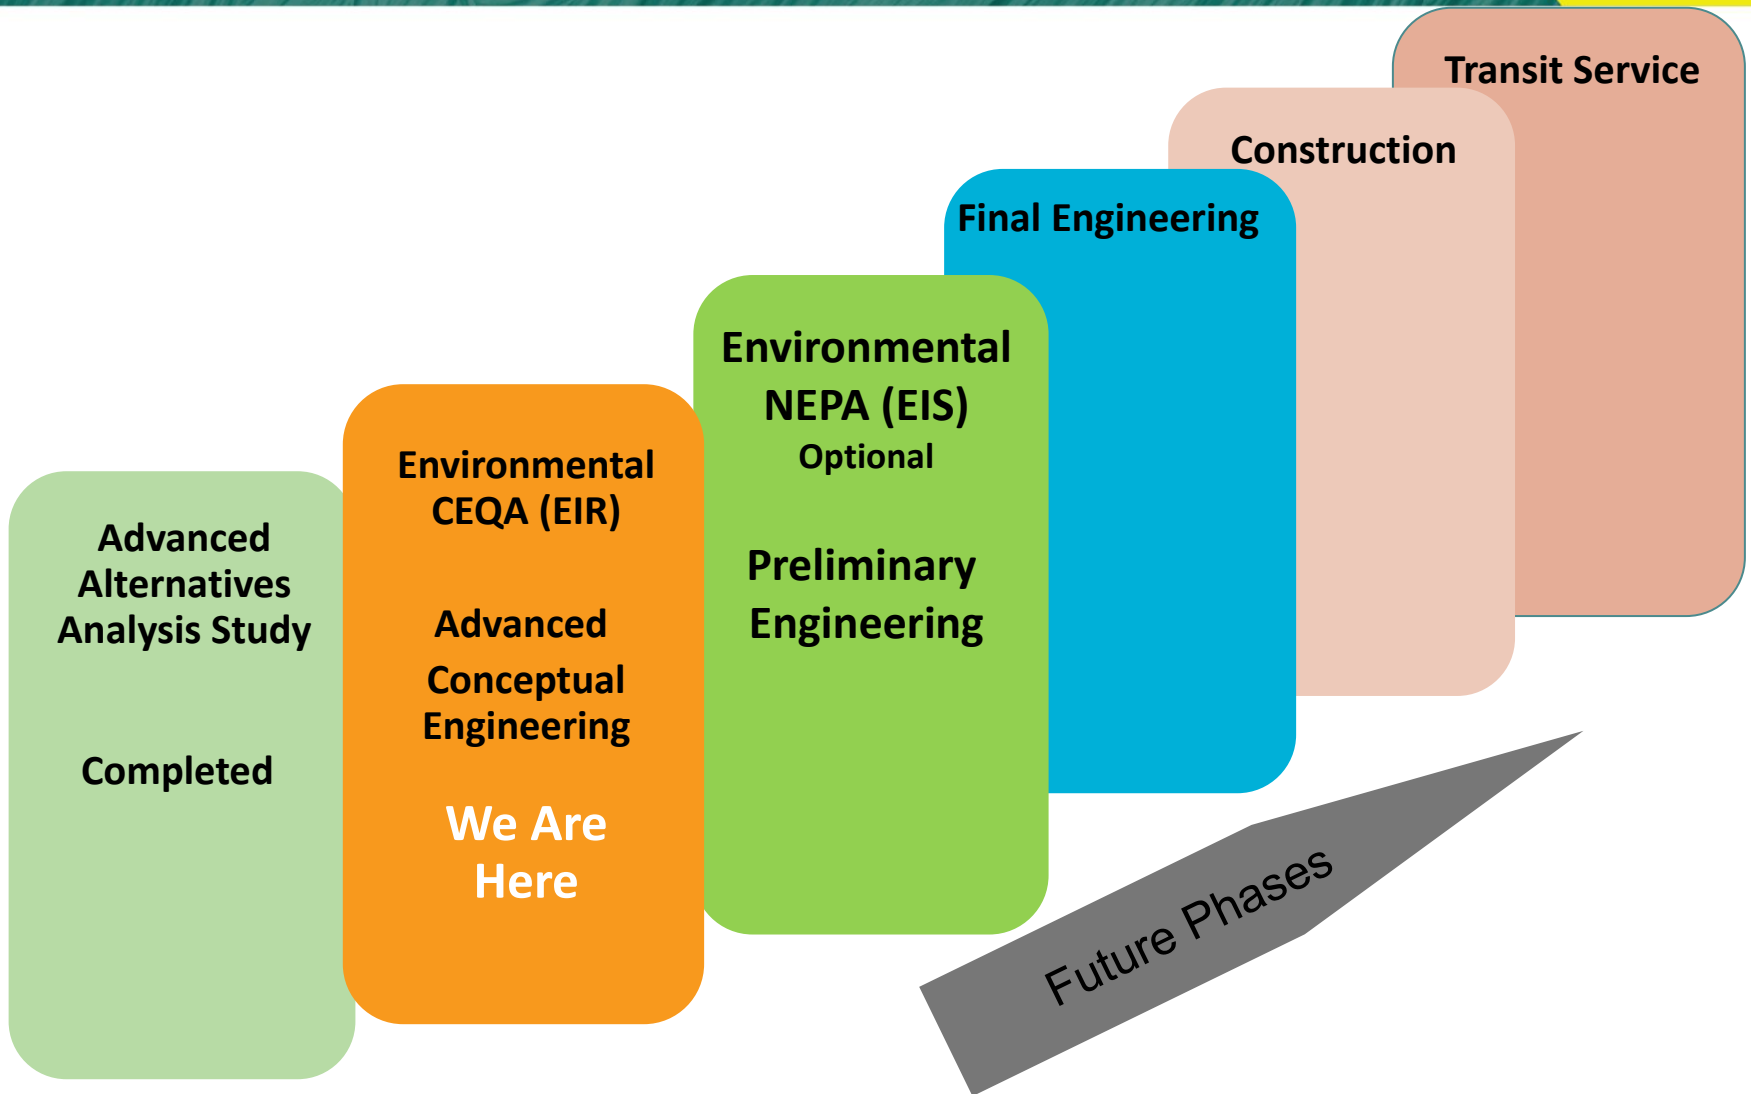 Advanced
Alternatives
Analysis Study
Completed
Environmental
CEQA (EIR)
Advanced
Conceptual
Engineering
We Are
Here
Environmental
NEPA (EIS)
Optional
Preliminary
Engineering
Final Engineering
Construction
Transit Service
Future Phases